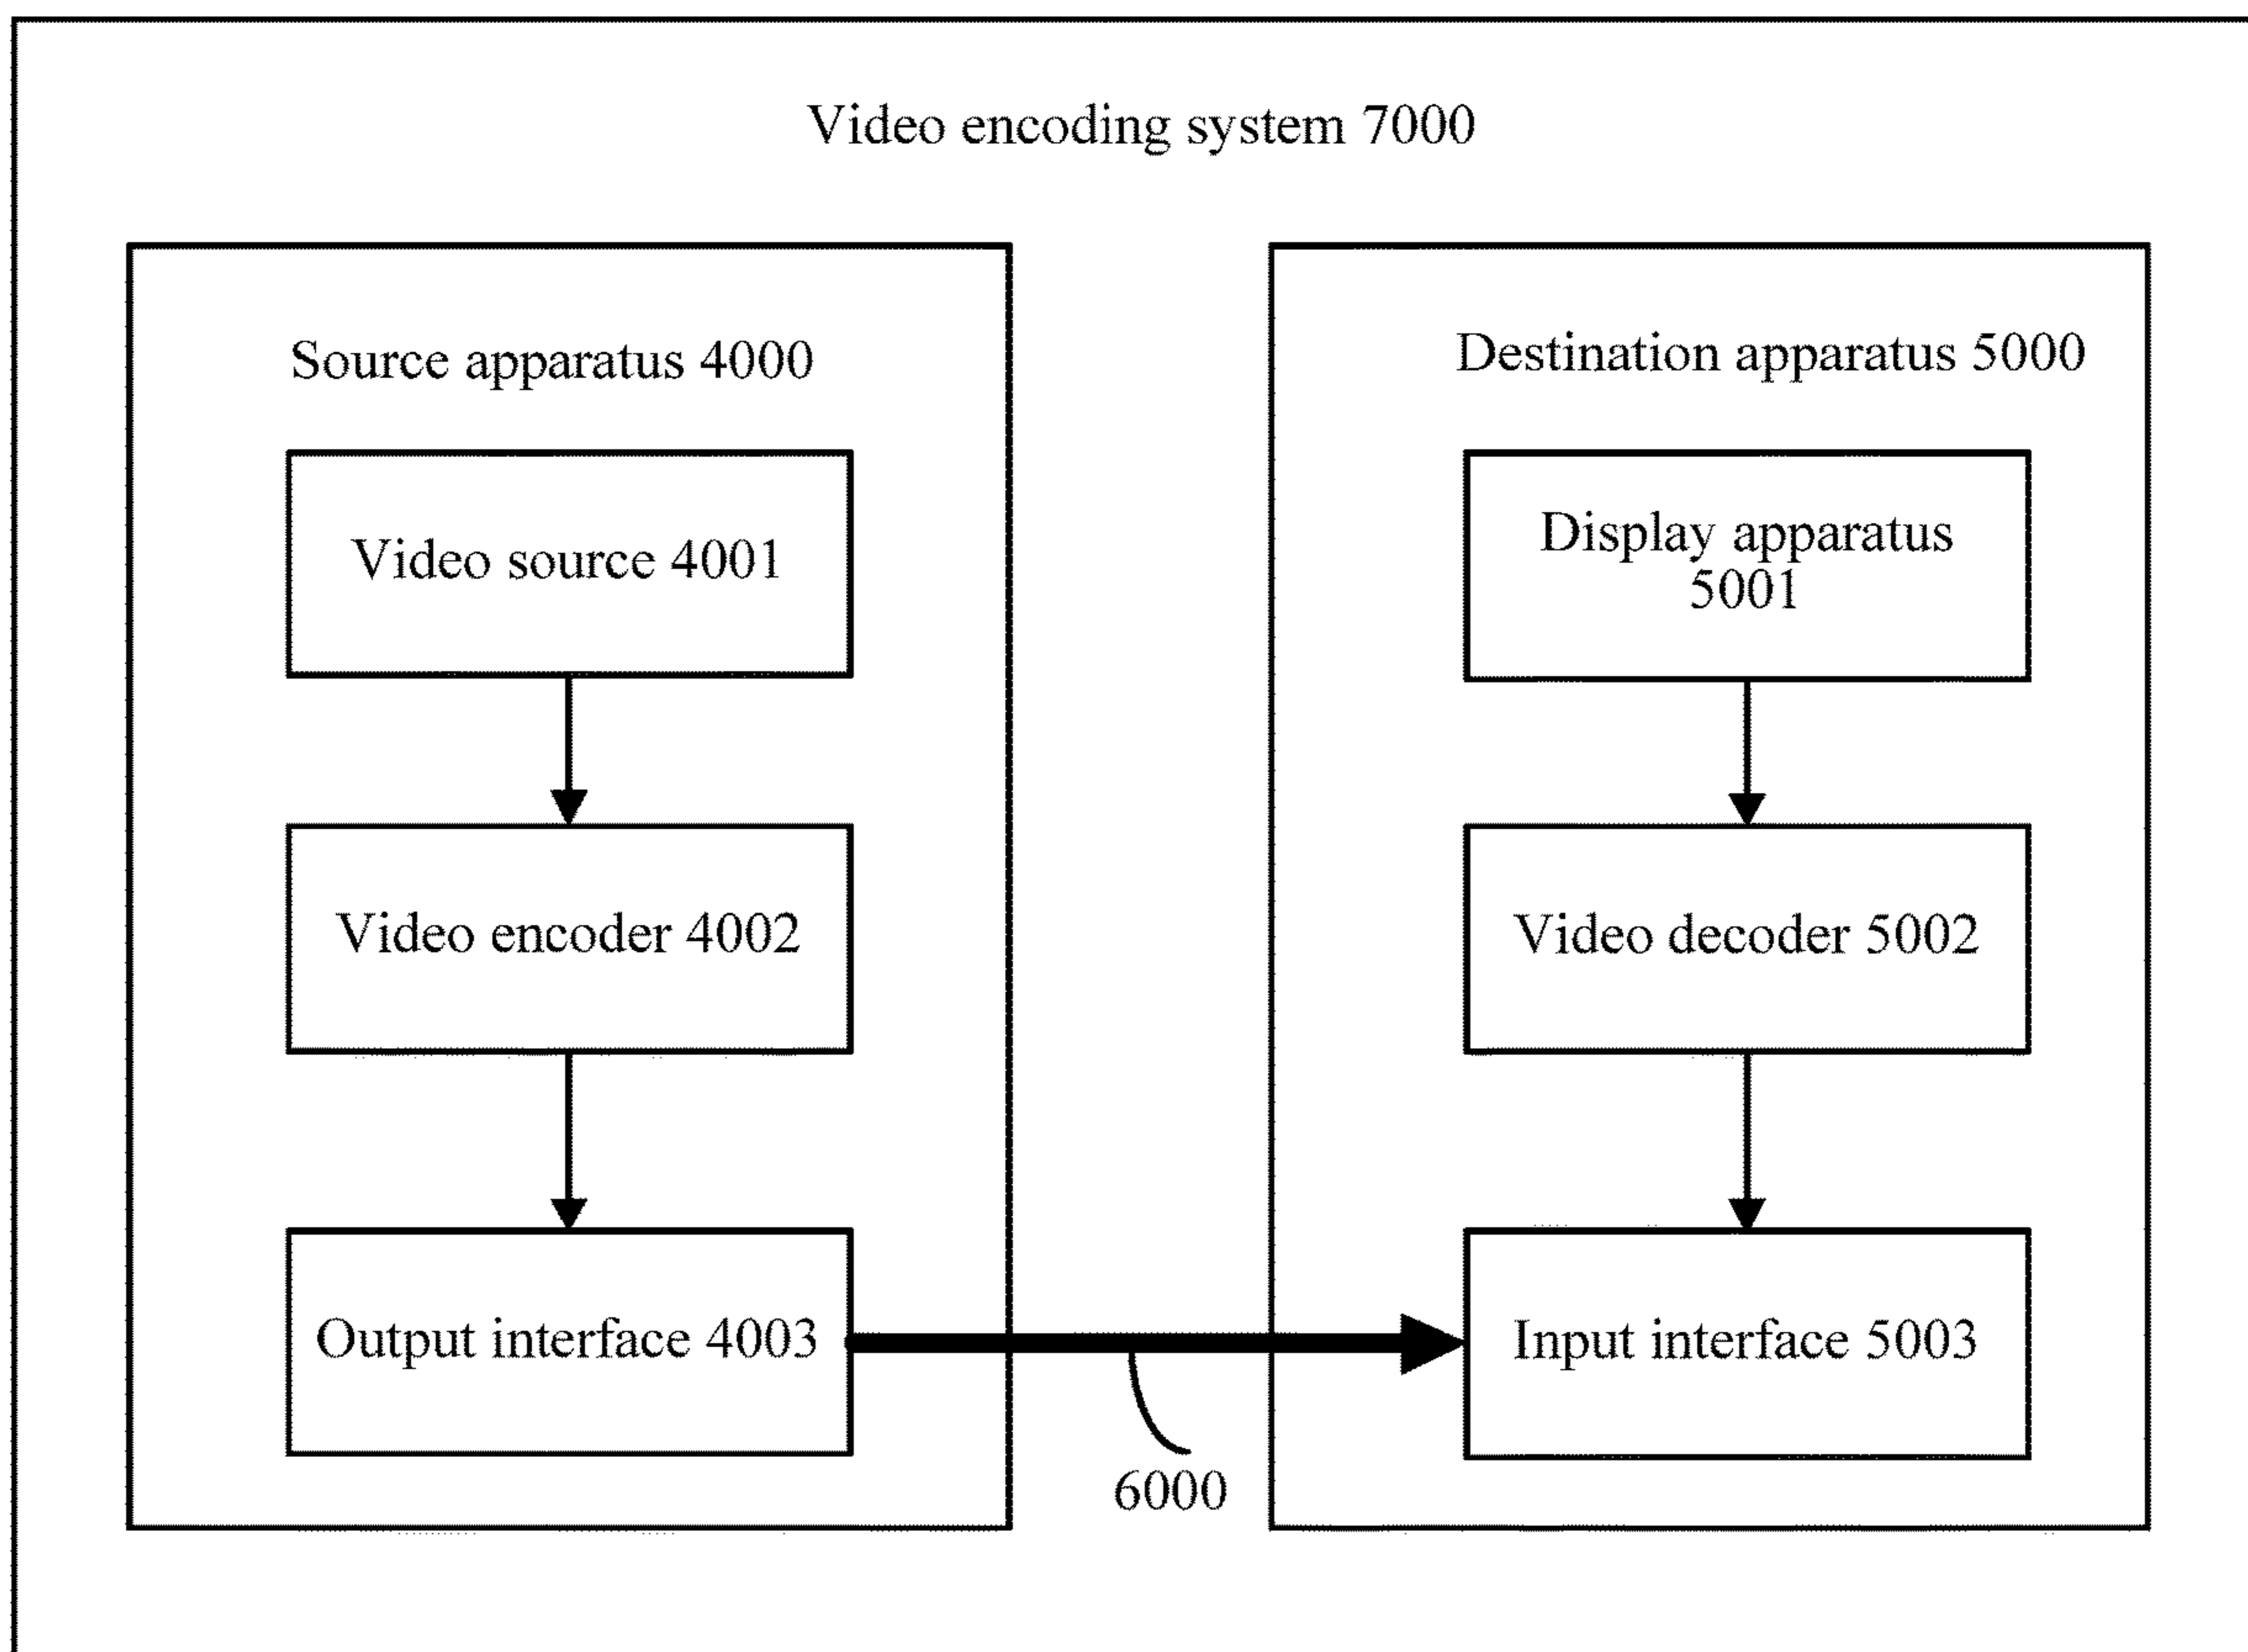 Video encoding system 7000
Source apparatus 4000
Video source 4001
Video encoder 4002
Output interface 4003
6000
Destination apparatus 5000
Display apparatus
5001
Video decoder 5002
Input interface 5003